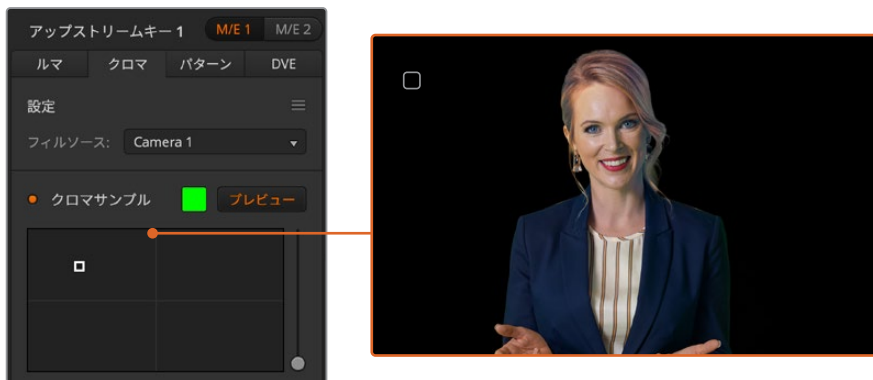 アップストリームキー 1 M/E 1 M/E 2
ルマ クロマ パターン DVE
設定
フィルソース: Camera 1
クロマサンプル プレビュー